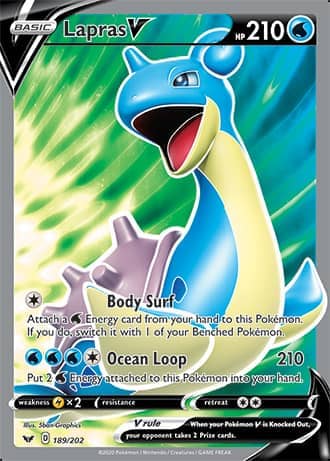 BASIC Lapras V HP 210
Body Surf
Attach a Energy card from your hand to this Pokémon.
If you do, switch it with 1 of your Benched Pokémon.
Ocean Loop 210
Put 2 Energy attached to this Pokémon into your hand.
weakness ×2 resistance retreat
Illus. 5ban Graphics
V rule When your Pokémon V is Knocked Out,
your opponent takes 2 Prize cards.
D 189/202
©2020 Pokémon / Nintendo / Creatures / GAME FREAK